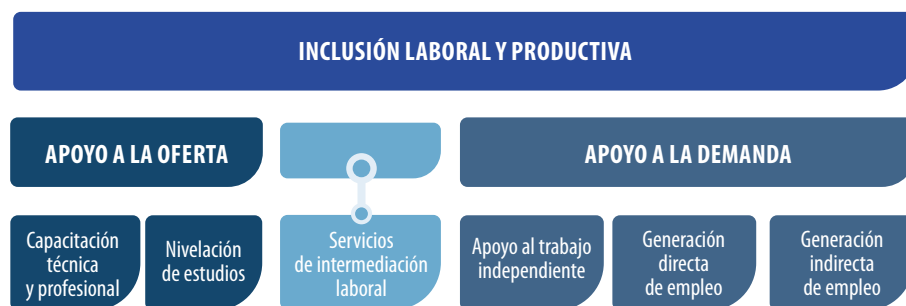 INCLUSIÓN LABORAL Y PRODUCTIVA
APOYO A LA OFERTA
APOYO A LA DEMANDA
Capacitación
técnica
y profesional
Nivelación
de estudios
Servicios
de intermediación
laboral
Apoyo al trabajo
independiente
Generación
directa
de empleo
Generación
indirecta
de empleo